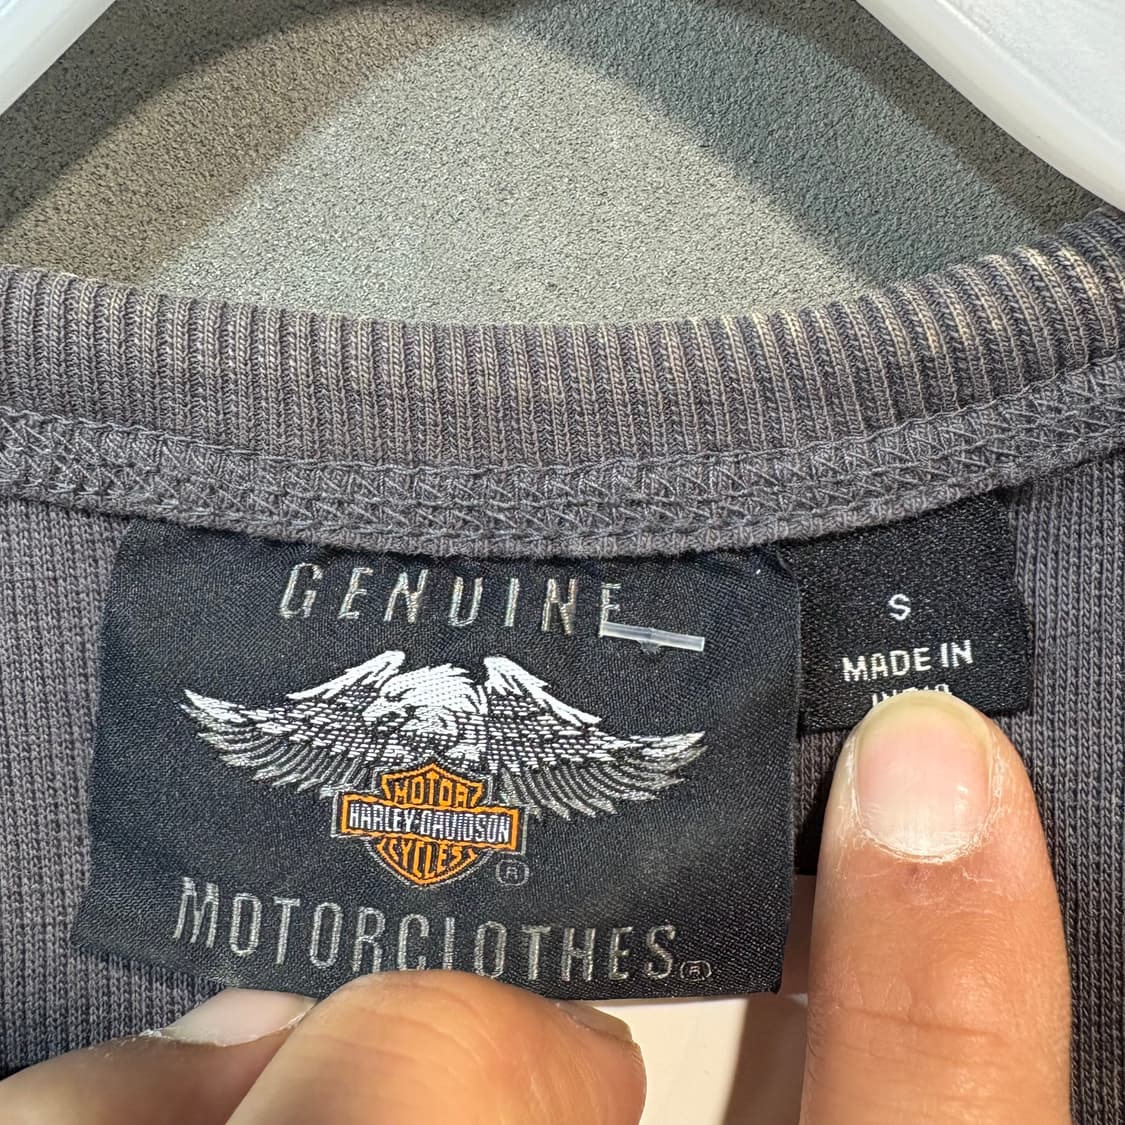 GENUINE
MOTOR
HARLEY-DAVIDSON
CYCLES
®
MOTORCLOTHES®
S
MADE IN